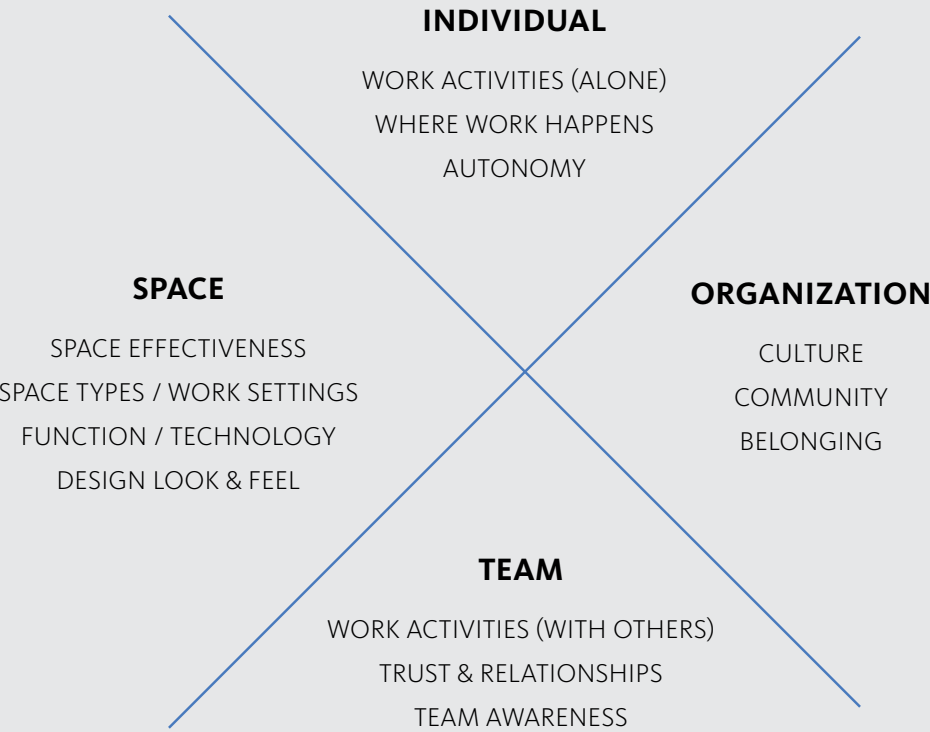 INDIVIDUAL
WORK ACTIVITIES (ALONE)
WHERE WORK HAPPENS
AUTONOMY
SPACE
SPACE EFFECTIVENESS
SPACE TYPES / WORK SETTINGS
FUNCTION / TECHNOLOGY
DESIGN LOOK & FEEL
ORGANIZATION
CULTURE
COMMUNITY
BELONGING
TEAM
WORK ACTIVITIES (WITH OTHERS)
TRUST & RELATIONSHIPS
TEAM AWARENESS